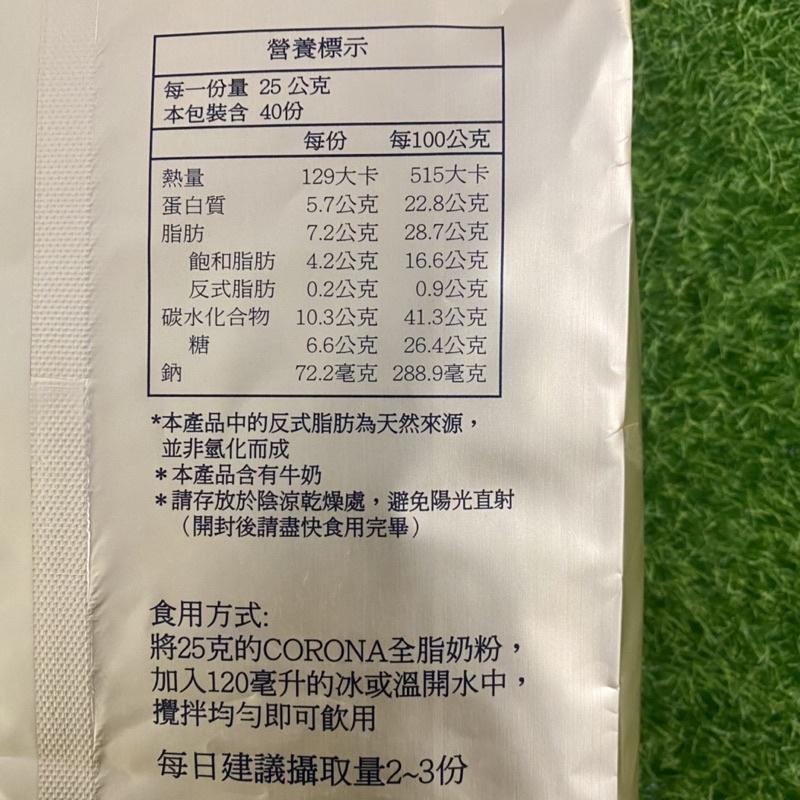 營養標示
每一份量 25 公克
本包裝含 40份
每份 每100公克
熱量 129大卡 515大卡
蛋白質 5.7公克 22.8公克
脂肪 7.2公克 28.7公克
飽和脂肪 4.2公克 16.6公克
反式脂肪 0.2公克 0.9公克
碳水化合物 10.3公克 41.3公克
糖 6.6公克 26.4公克
鈉 72.2毫克 288.9毫克
*本產品中的反式脂肪為天然來源，
並非氫化而成
*本產品含有牛奶
*請存放於陰涼乾燥處，避免陽光直射
（開封後請盡快食用完畢）
食用方式:
將25克的CORONA全脂奶粉，
加入120毫升的冰或溫開水中，
攪拌均勻即可飲用
每日建議攝取量2~3份